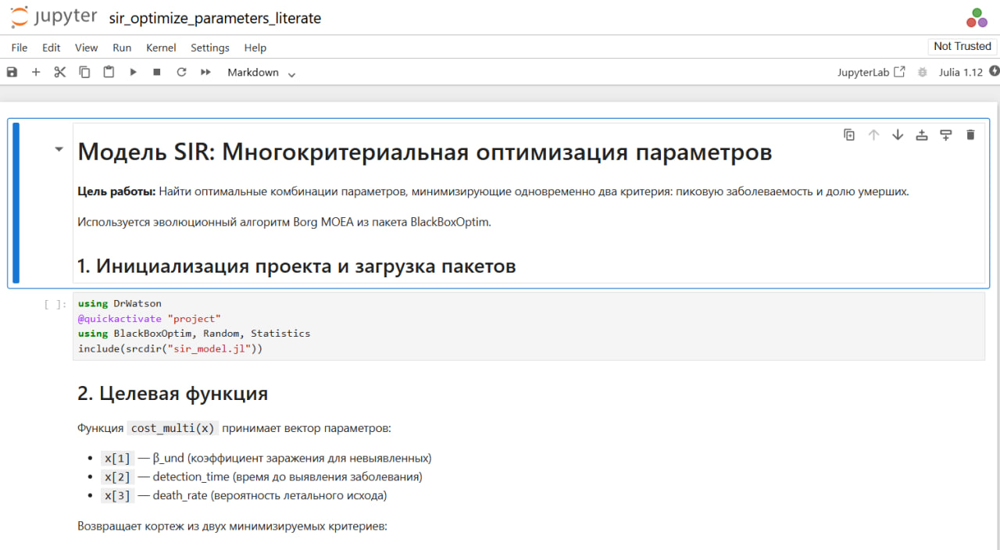 jupyter sir_optimize_parameters_literate
File Edit View Run Kernel Settings Help
Not Trusted
Markdown
JupyterLab
Julia 1.12
Модель SIR: Многокритериальная оптимизация параметров
Цель работы: Найти оптимальные комбинации параметров, минимизирующие одновременно два критерия: пиковую заболеваемость и долю умерших.
Используется эволюционный алгоритм Borg MOEA из пакета BlackBoxOptim.
1. Инициализация проекта и загрузка пакетов
[ ]:
using DrWatson
@quickactivate "project"
using BlackBoxOptim, Random, Statistics
include(srcdir("sir_model.jl"))
2. Целевая функция
Функция cost_multi(x) принимает вектор параметров:
• x[1] — β_und (коэффициент заражения для невыявленных)
• x[2] — detection_time (время до выявления заболевания)
• x[3] — death_rate (вероятность летального исхода)
Возвращает кортеж из двух минимизируемых критериев: